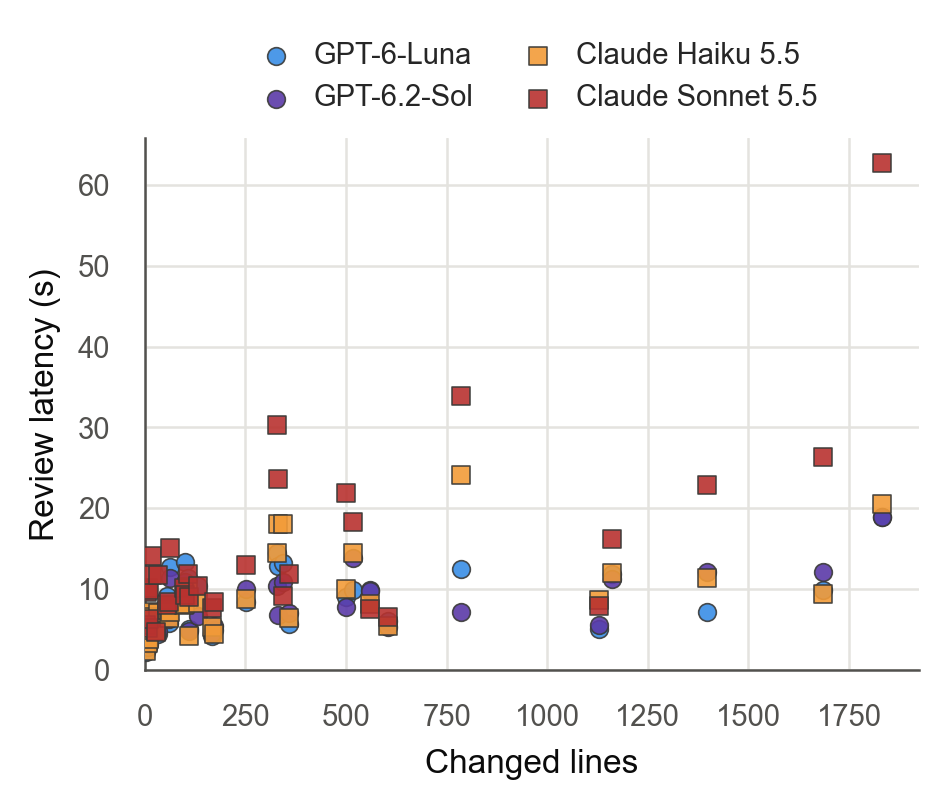 GPT-6-Luna
GPT-6.2-Sol
Claude Haiku 5.5
Claude Sonnet 5.5
Review latency (s)
60
50
40
30
20
10
0
0 250 500 750 1000 1250 1500 1750
Changed lines